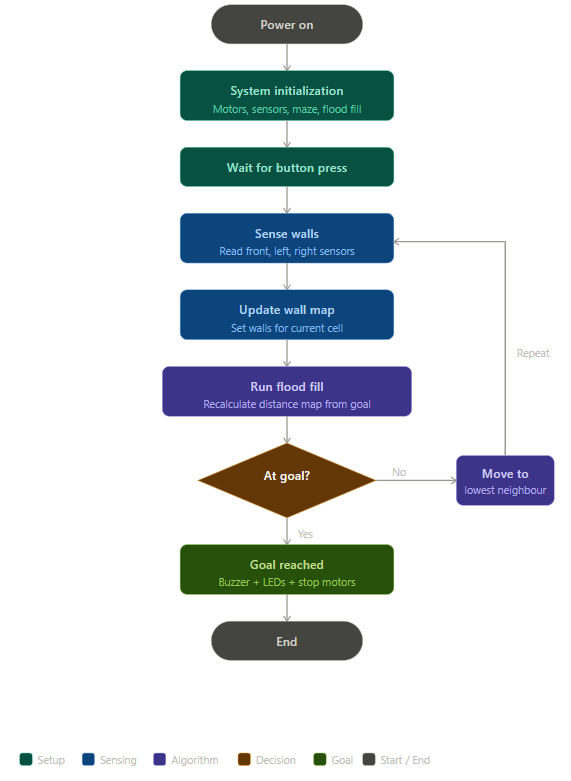 Power on
System initialization
Motors, sensors, maze, flood fill
Wait for button press
Sense walls
Read front, left, right sensors
Update wall map
Set walls for current cell
Repeat
Run flood fill
Recalculate distance map from goal
At goal?
No
Move to
lowest neighbour
Yes
Goal reached
Buzzer + LEDs + stop motors
End
Setup
Sensing
Algorithm
Decision
Goal
Start / End